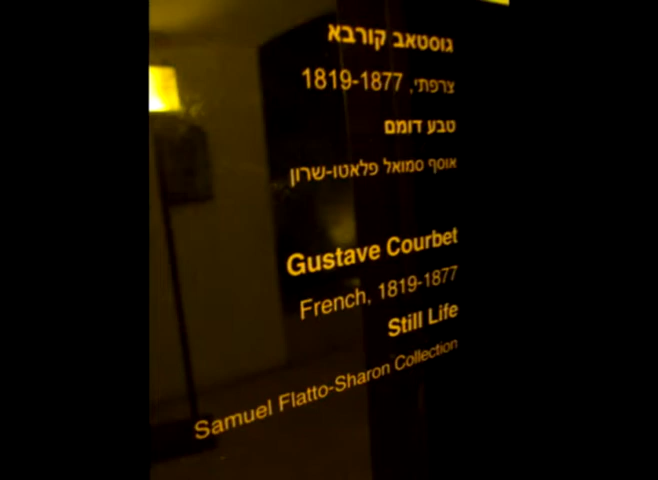 גוסטאב קורבא
צרפתי, 1819-1877
טבע דומם
אוסף סמואל פלאטו-שרון
Gustave Courbet
French, 1819-1877
Still Life
Samuel Flatto-Sharon Collection